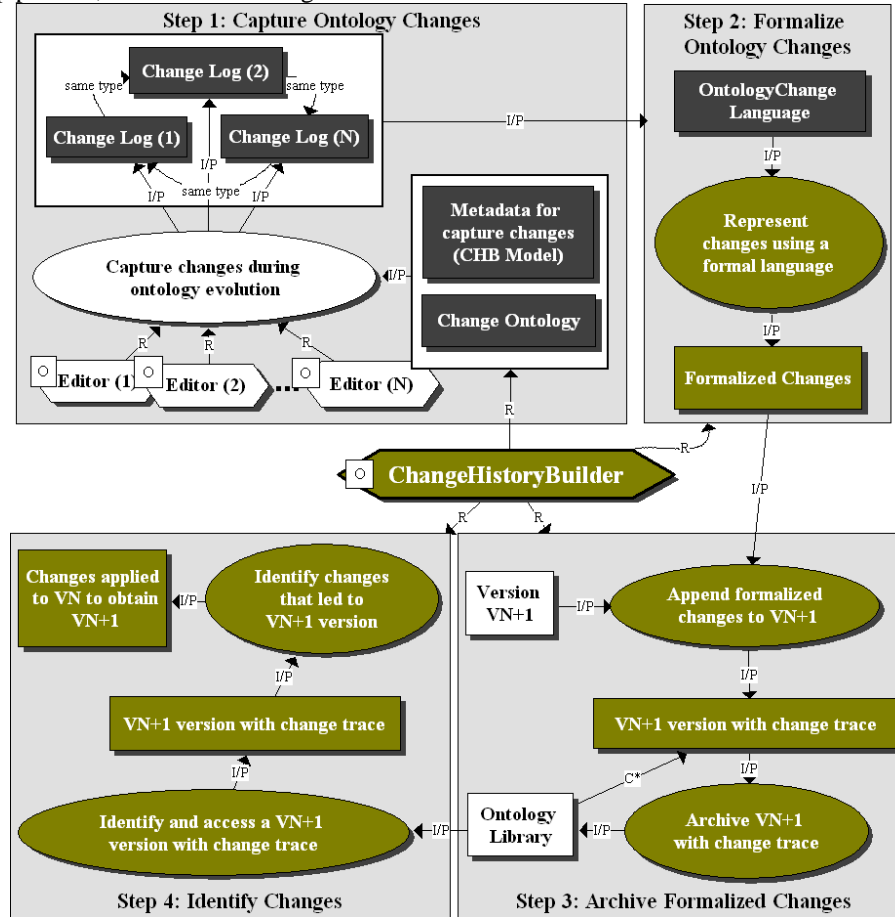 Step 1: Capture Ontology Changes
Change Log (2)
same type
same type
Change Log (1)
Change Log (N)
I/P
same type
I/P
I/P
I/P
Capture changes during
ontology evolution
I/P
Metadata for
capture changes
(CHB Model)
Change Ontology
R
R
R
Editor (1)
Editor (2)
...
Editor (N)
R
Step 2: Formalize
Ontology Changes
OntologyChange
Language
I/P
Represent
changes using a
formal language
I/P
Formalized Changes
R
ChangeHistoryBuilder
I/P
R
R
Changes applied
to VN to obtain
VN+1
I/P
Identify changes
that led to
VN+1 version
I/P
VN+1 version with change trace
I/P
Identify and access a VN+1
version with change trace
I/P
Step 4: Identify Changes
Version
VN+1
I/P
Append formalized
changes to VN+1
I/P
VN+1 version with change trace
C*
I/P
Ontology
Library
I/P
Archive VN+1
with change trace
Step 3: Archive Formalized Changes